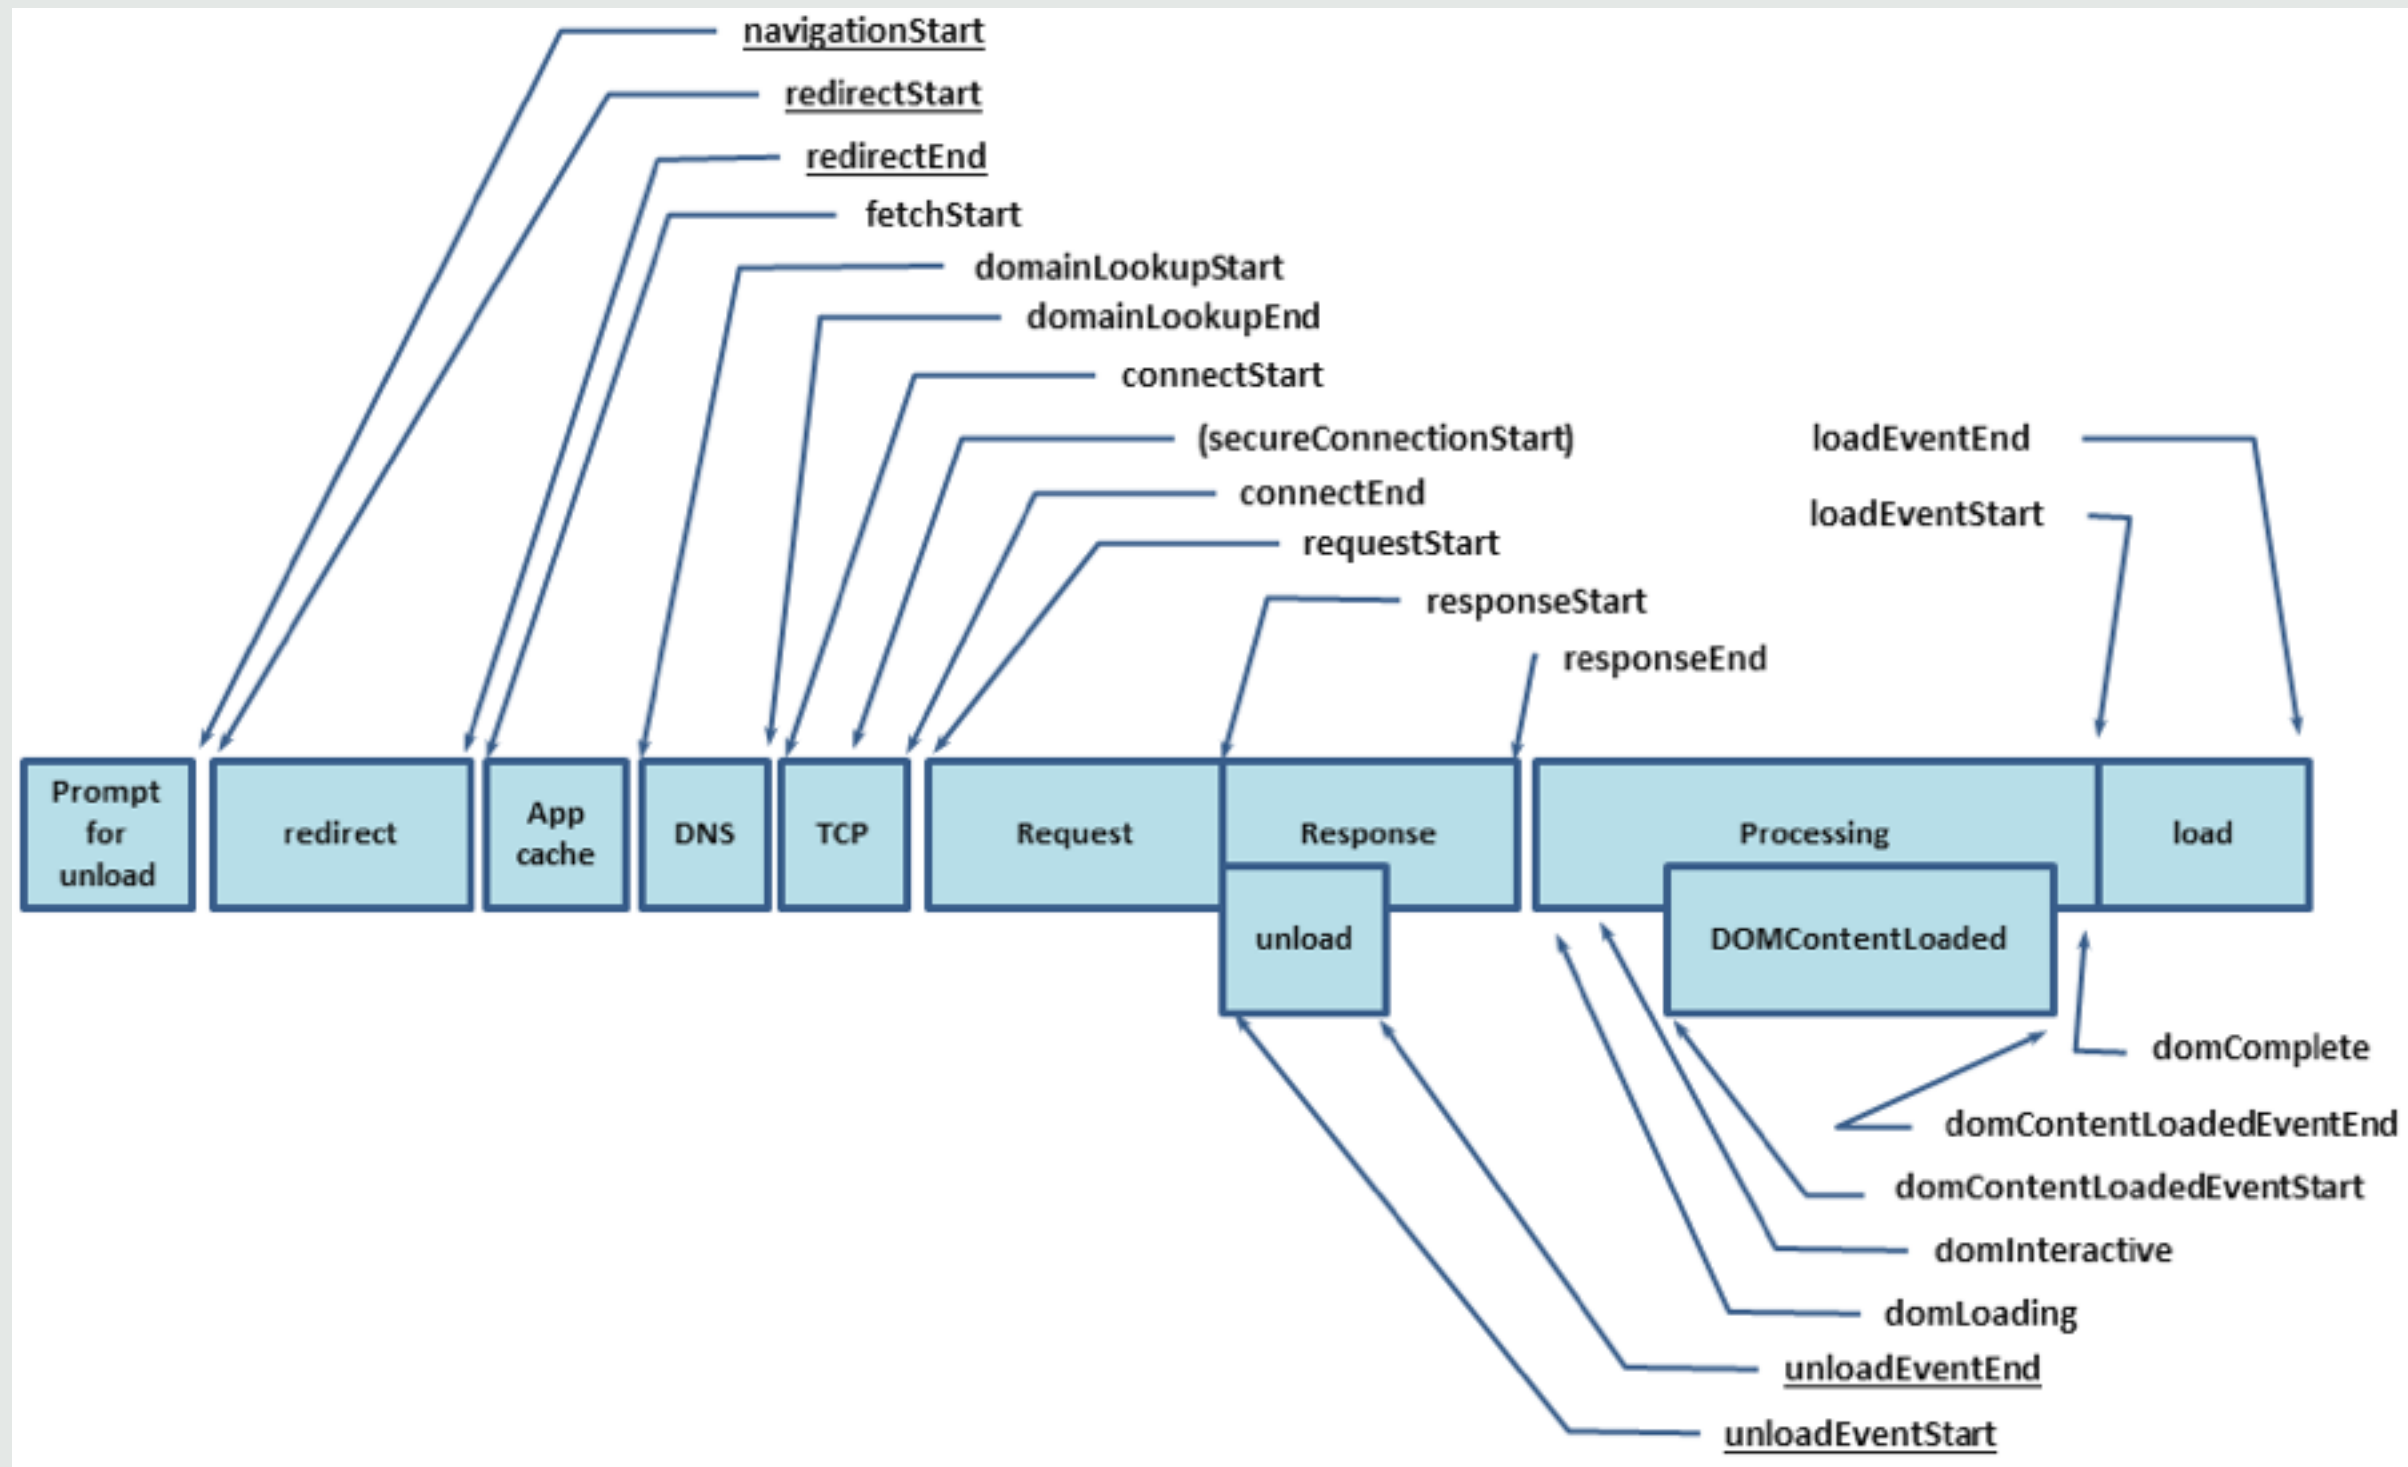 navigationStart
redirectStart
redirectEnd
fetchStart
domainLookupStart
domainLookupEnd
connectStart
(secureConnectionStart)
connectEnd
requestStart
responseStart
responseEnd
loadEventEnd
loadEventStart
Prompt
for
unload
redirect
App
cache
DNS
TCP
Request
Response
unload
Processing
DOMContentLoaded
load
domComplete
domContentLoadedEventEnd
domContentLoadedEventStart
domInteractive
domLoading
unloadEventEnd
unloadEventStart